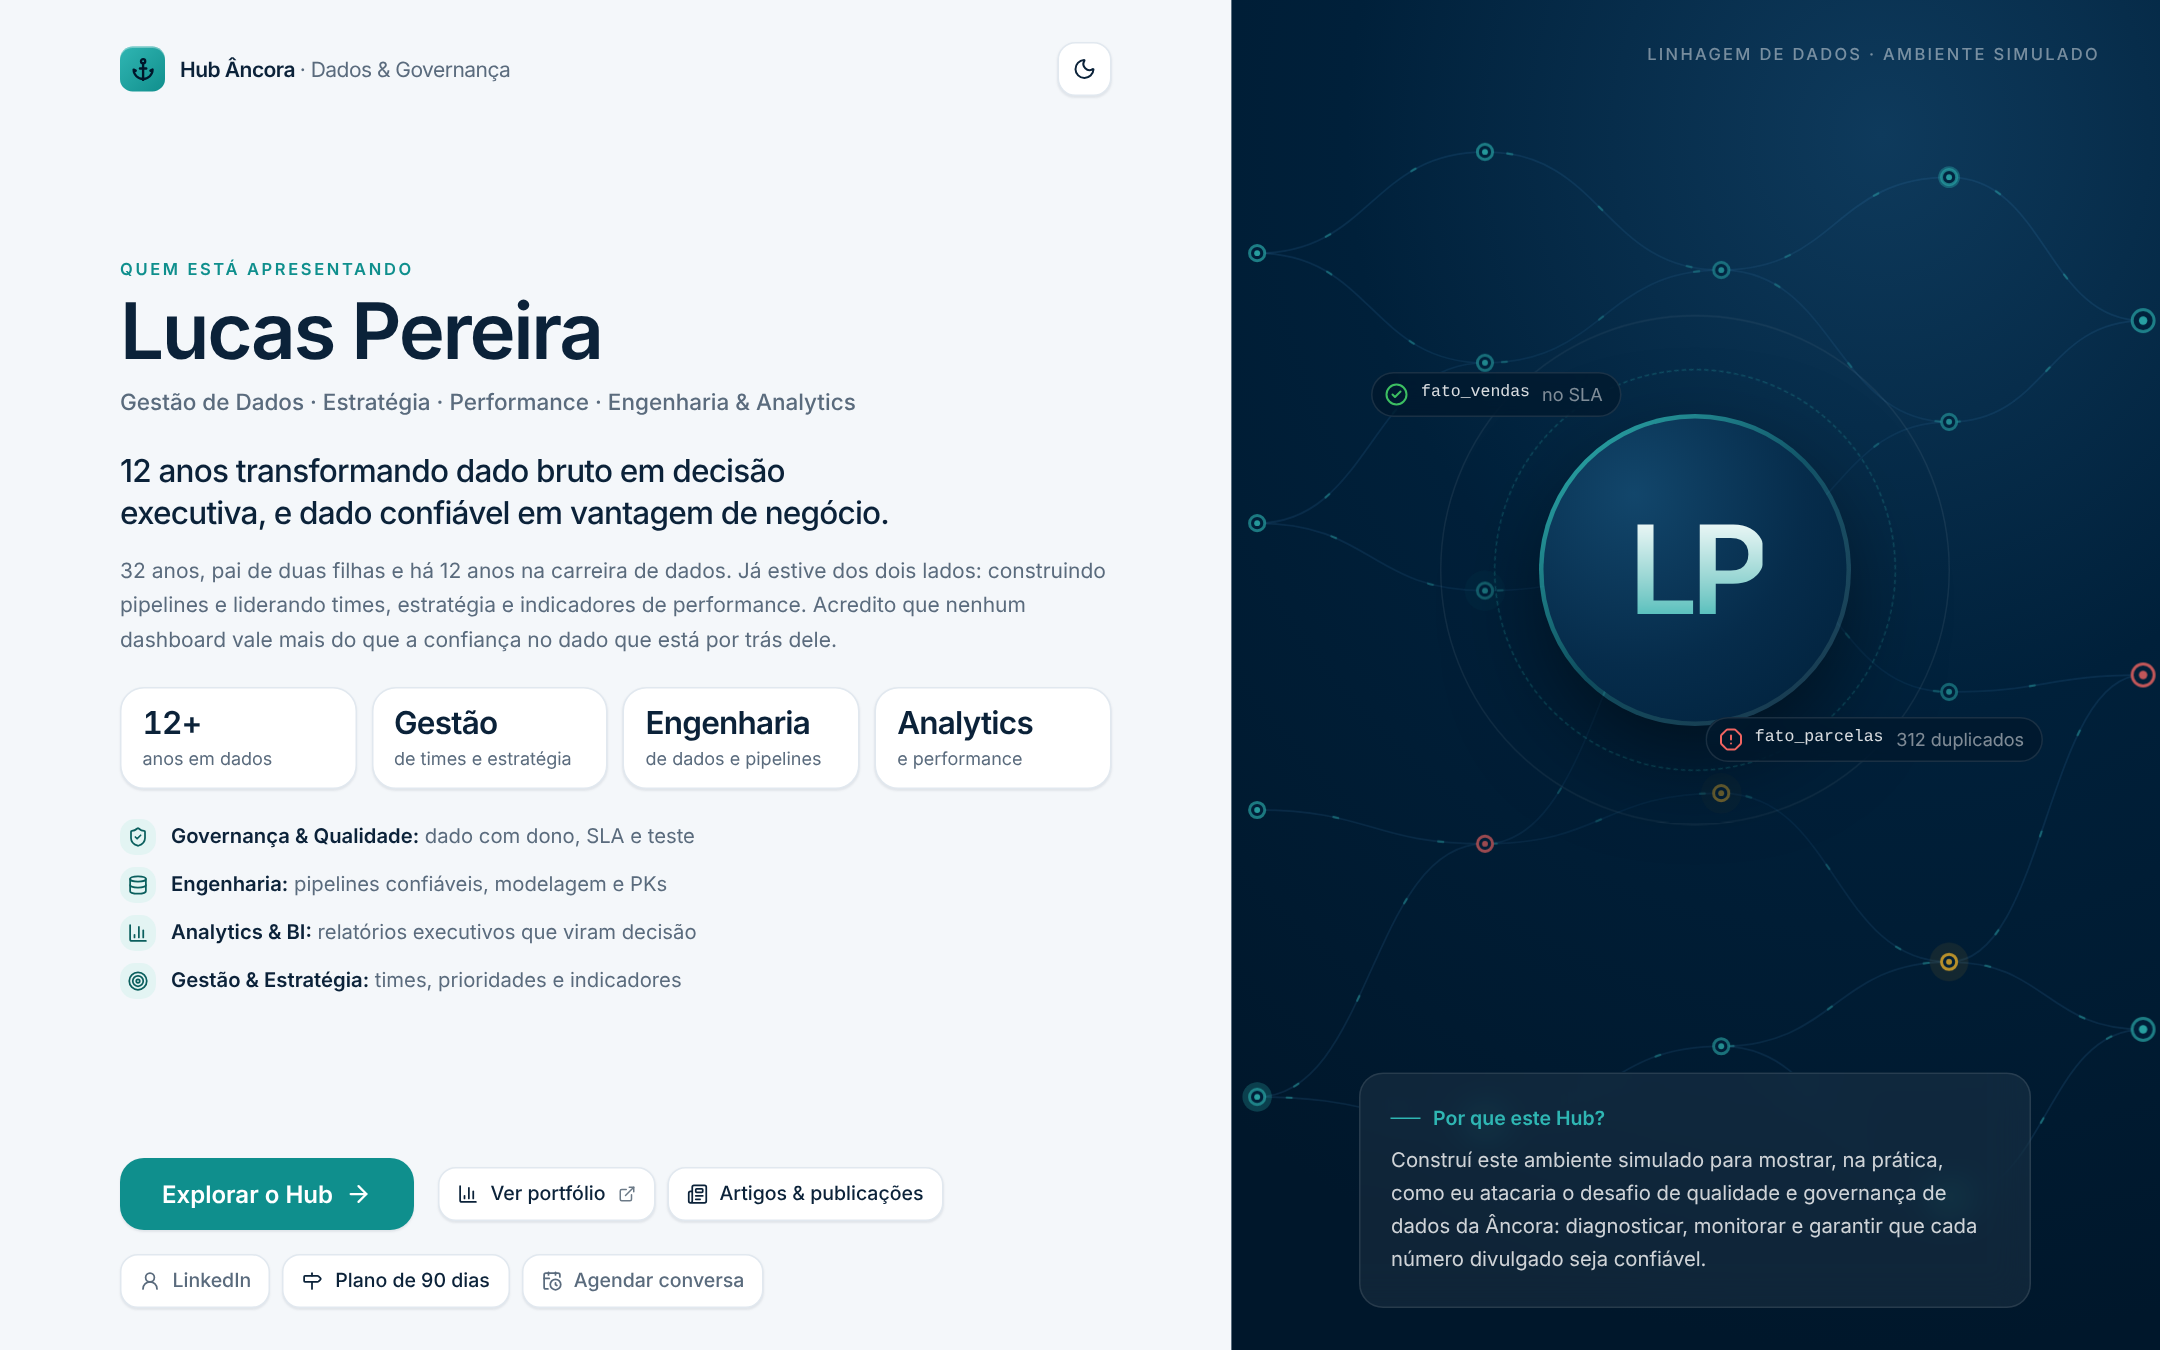 Hub Âncora · Dados & Governança
QUEM ESTÁ APRESENTANDO
Lucas Pereira
Gestão de Dados · Estratégia · Performance · Engenharia & Analytics
12 anos transformando dado bruto em decisão
executiva, e dado confiável em vantagem de negócio.
32 anos, pai de duas filhas e há 12 anos na carreira de dados. Já estive dos dois lados: construindo
pipelines e liderando times, estratégia e indicadores de performance. Acredito que nenhum
dashboard vale mais do que a confiança no dado que está por trás dele.
12+
anos em dados
Gestão
de times e estratégia
Engenharia
de dados e pipelines
Analytics
e performance
Governança & Qualidade: dado com dono, SLA e teste
Engenharia: pipelines confiáveis, modelagem e PKs
Analytics & BI: relatórios executivos que viram decisão
Gestão & Estratégia: times, prioridades e indicadores
Explorar o Hub
Ver portfólio
Artigos & publicações
LinkedIn
Plano de 90 dias
Agendar conversa
LINHAGEM DE DADOS · AMBIENTE SIMULADO
fato_vendas no SLA
LP
fato_parcelas 312 duplicados
Por que este Hub?
Construí este ambiente simulado para mostrar, na prática,
como eu atacaria o desafio de qualidade e governança de
dados da Âncora: diagnosticar, monitorar e garantir que cada
número divulgado seja confiável.